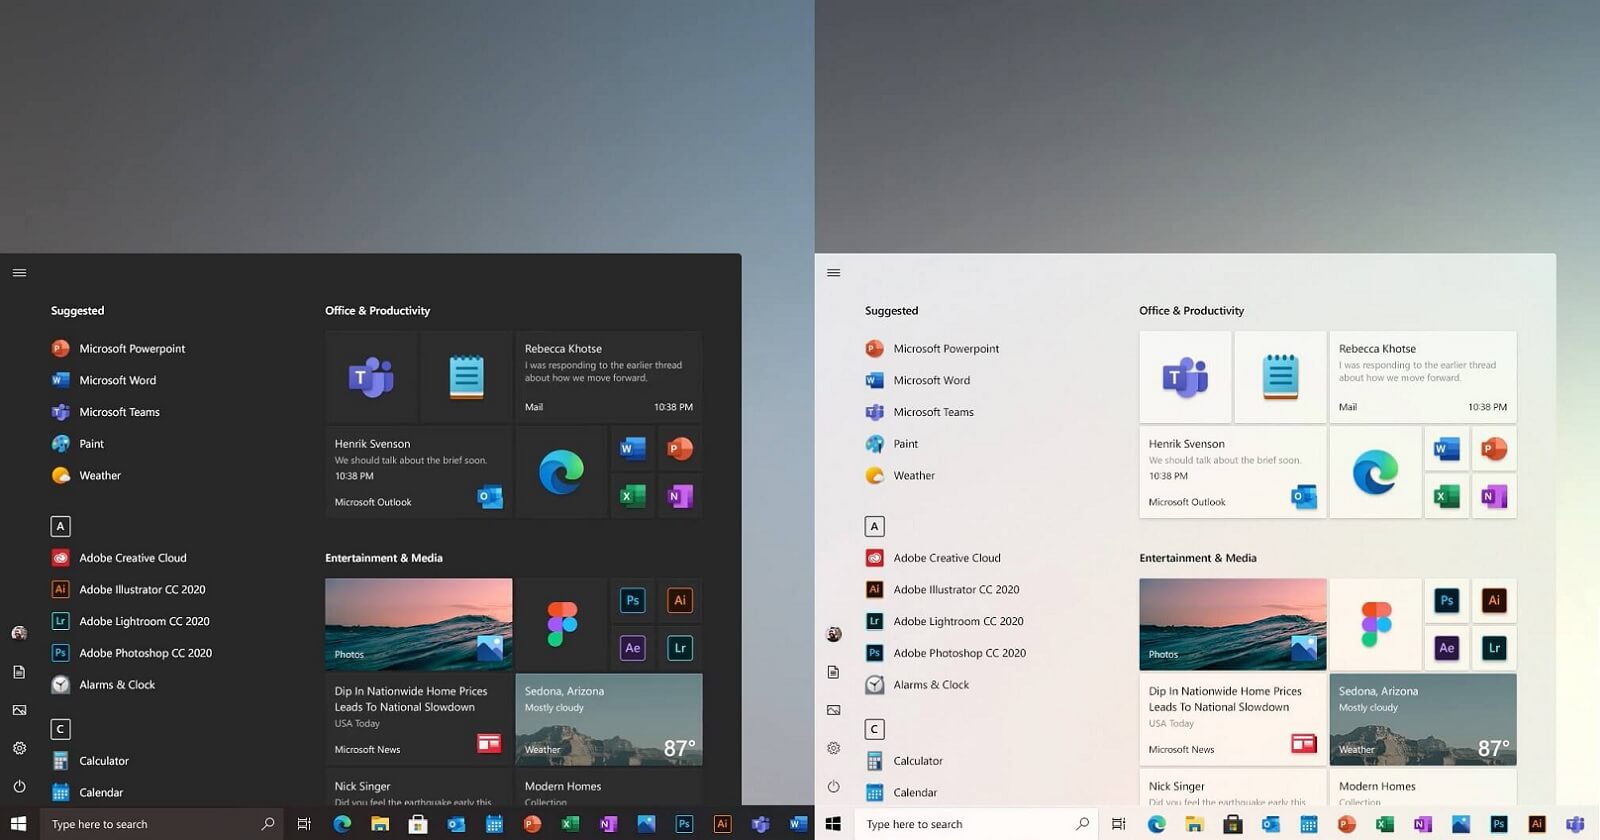 Suggested
Microsoft Powerpoint
Microsoft Word
Microsoft Teams
Paint
Weather
A
Adobe Creative Cloud
Ai Adobe Illustrator CC 2020
Lr Adobe Lightroom CC 2020
Ps Adobe Photoshop CC 2020
Alarms & Clock
C
Calculator
Calendar
Office & Productivity
T
Rebecca Khotse
I was responding to the earlier thread
about how we move forward.
Mail 10:38 PM
Henrik Svenson
We should talk about the brief soon.
10:38 PM
Microsoft Outlook
W P
X N
Entertainment & Media
Photos
Ps Ai
Ae Lr
Dip In Nationwide Home Prices
Leads To National Slowdown
USA Today
Microsoft News
Sedona, Arizona
Mostly cloudy
Weather 87°
Nick Singer
Did you feel the earthquake early this
Modern Homes
Collection
Type here to search
Ps Ai
Suggested
Microsoft Powerpoint
Microsoft Word
Microsoft Teams
Paint
Weather
A
Adobe Creative Cloud
Ai Adobe Illustrator CC 2020
Lr Adobe Lightroom CC 2020
Ps Adobe Photoshop CC 2020
Alarms & Clock
C
Calculator
Calendar
Office & Productivity
T
Rebecca Khotse
I was responding to the earlier thread
about how we move forward.
Mail 10:38 PM
Henrik Svenson
We should talk about the brief soon.
10:38 PM
Microsoft Outlook
W P
X N
Entertainment & Media
Photos
Ps Ai
Ae Lr
Dip In Nationwide Home Prices
Leads To National Slowdown
USA Today
Microsoft News
Sedona, Arizona
Mostly cloudy
Weather 87°
Nick Singer
Did you feel the earthquake early this
Modern Homes
Collection
Type here to search
Ps Ai